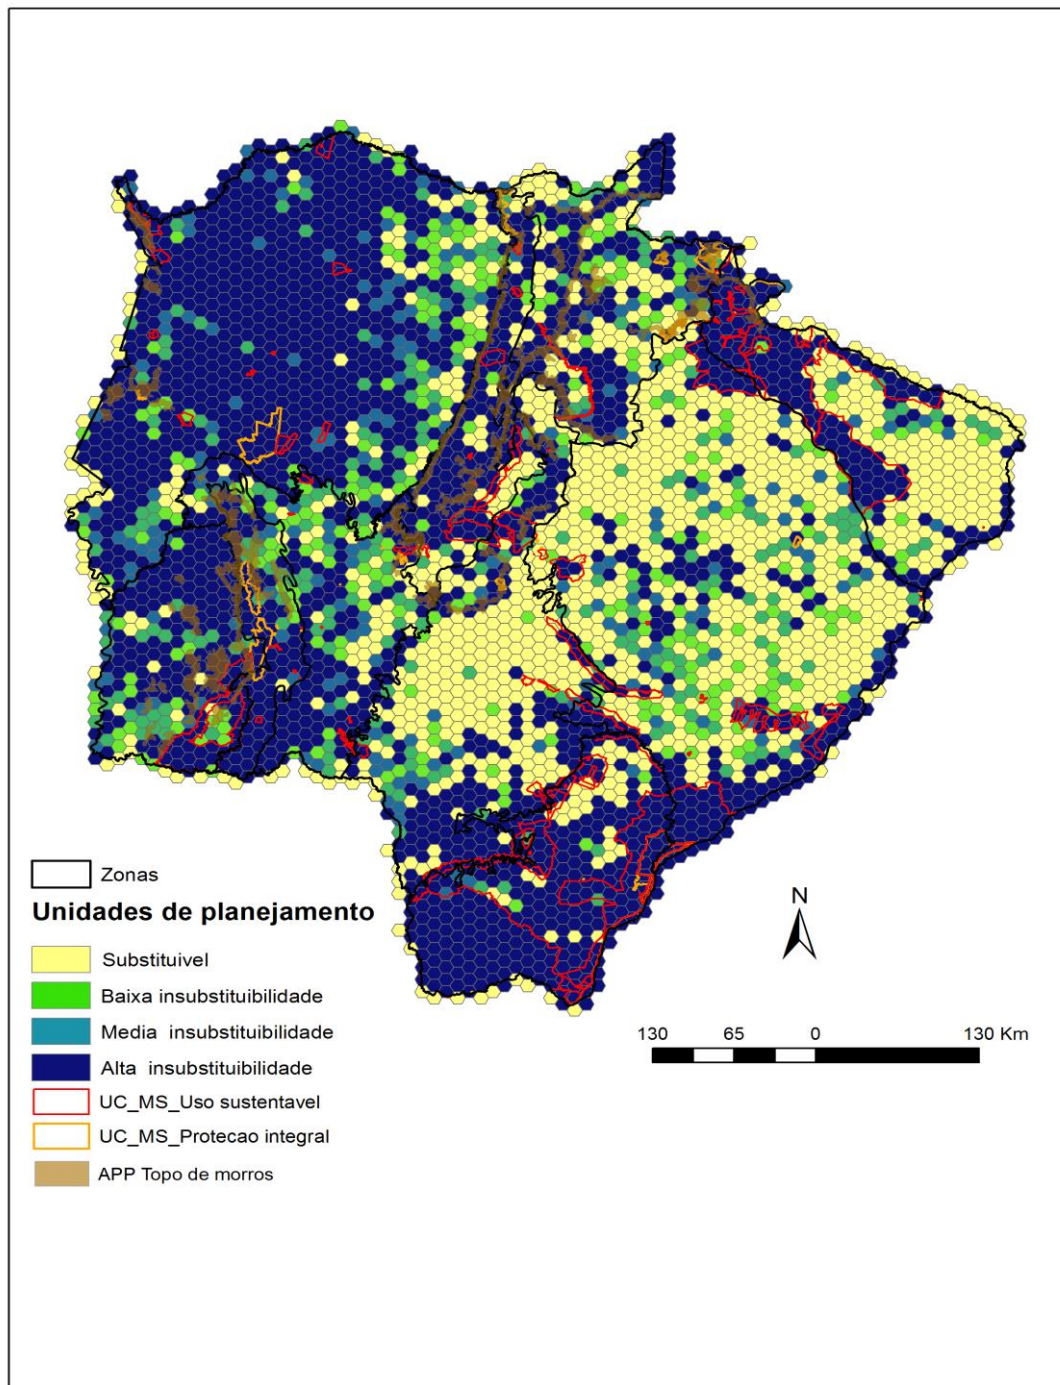 Zonas
Unidades de planejamento
Substituivel
Baixa insubstituibilidade
Media insubstituibilidade
Alta insubstituibilidade
UC_MS_Uso sustentavel
UC_MS_Protecao integral
APP Topo de morros
N
130 65 0 130 Km